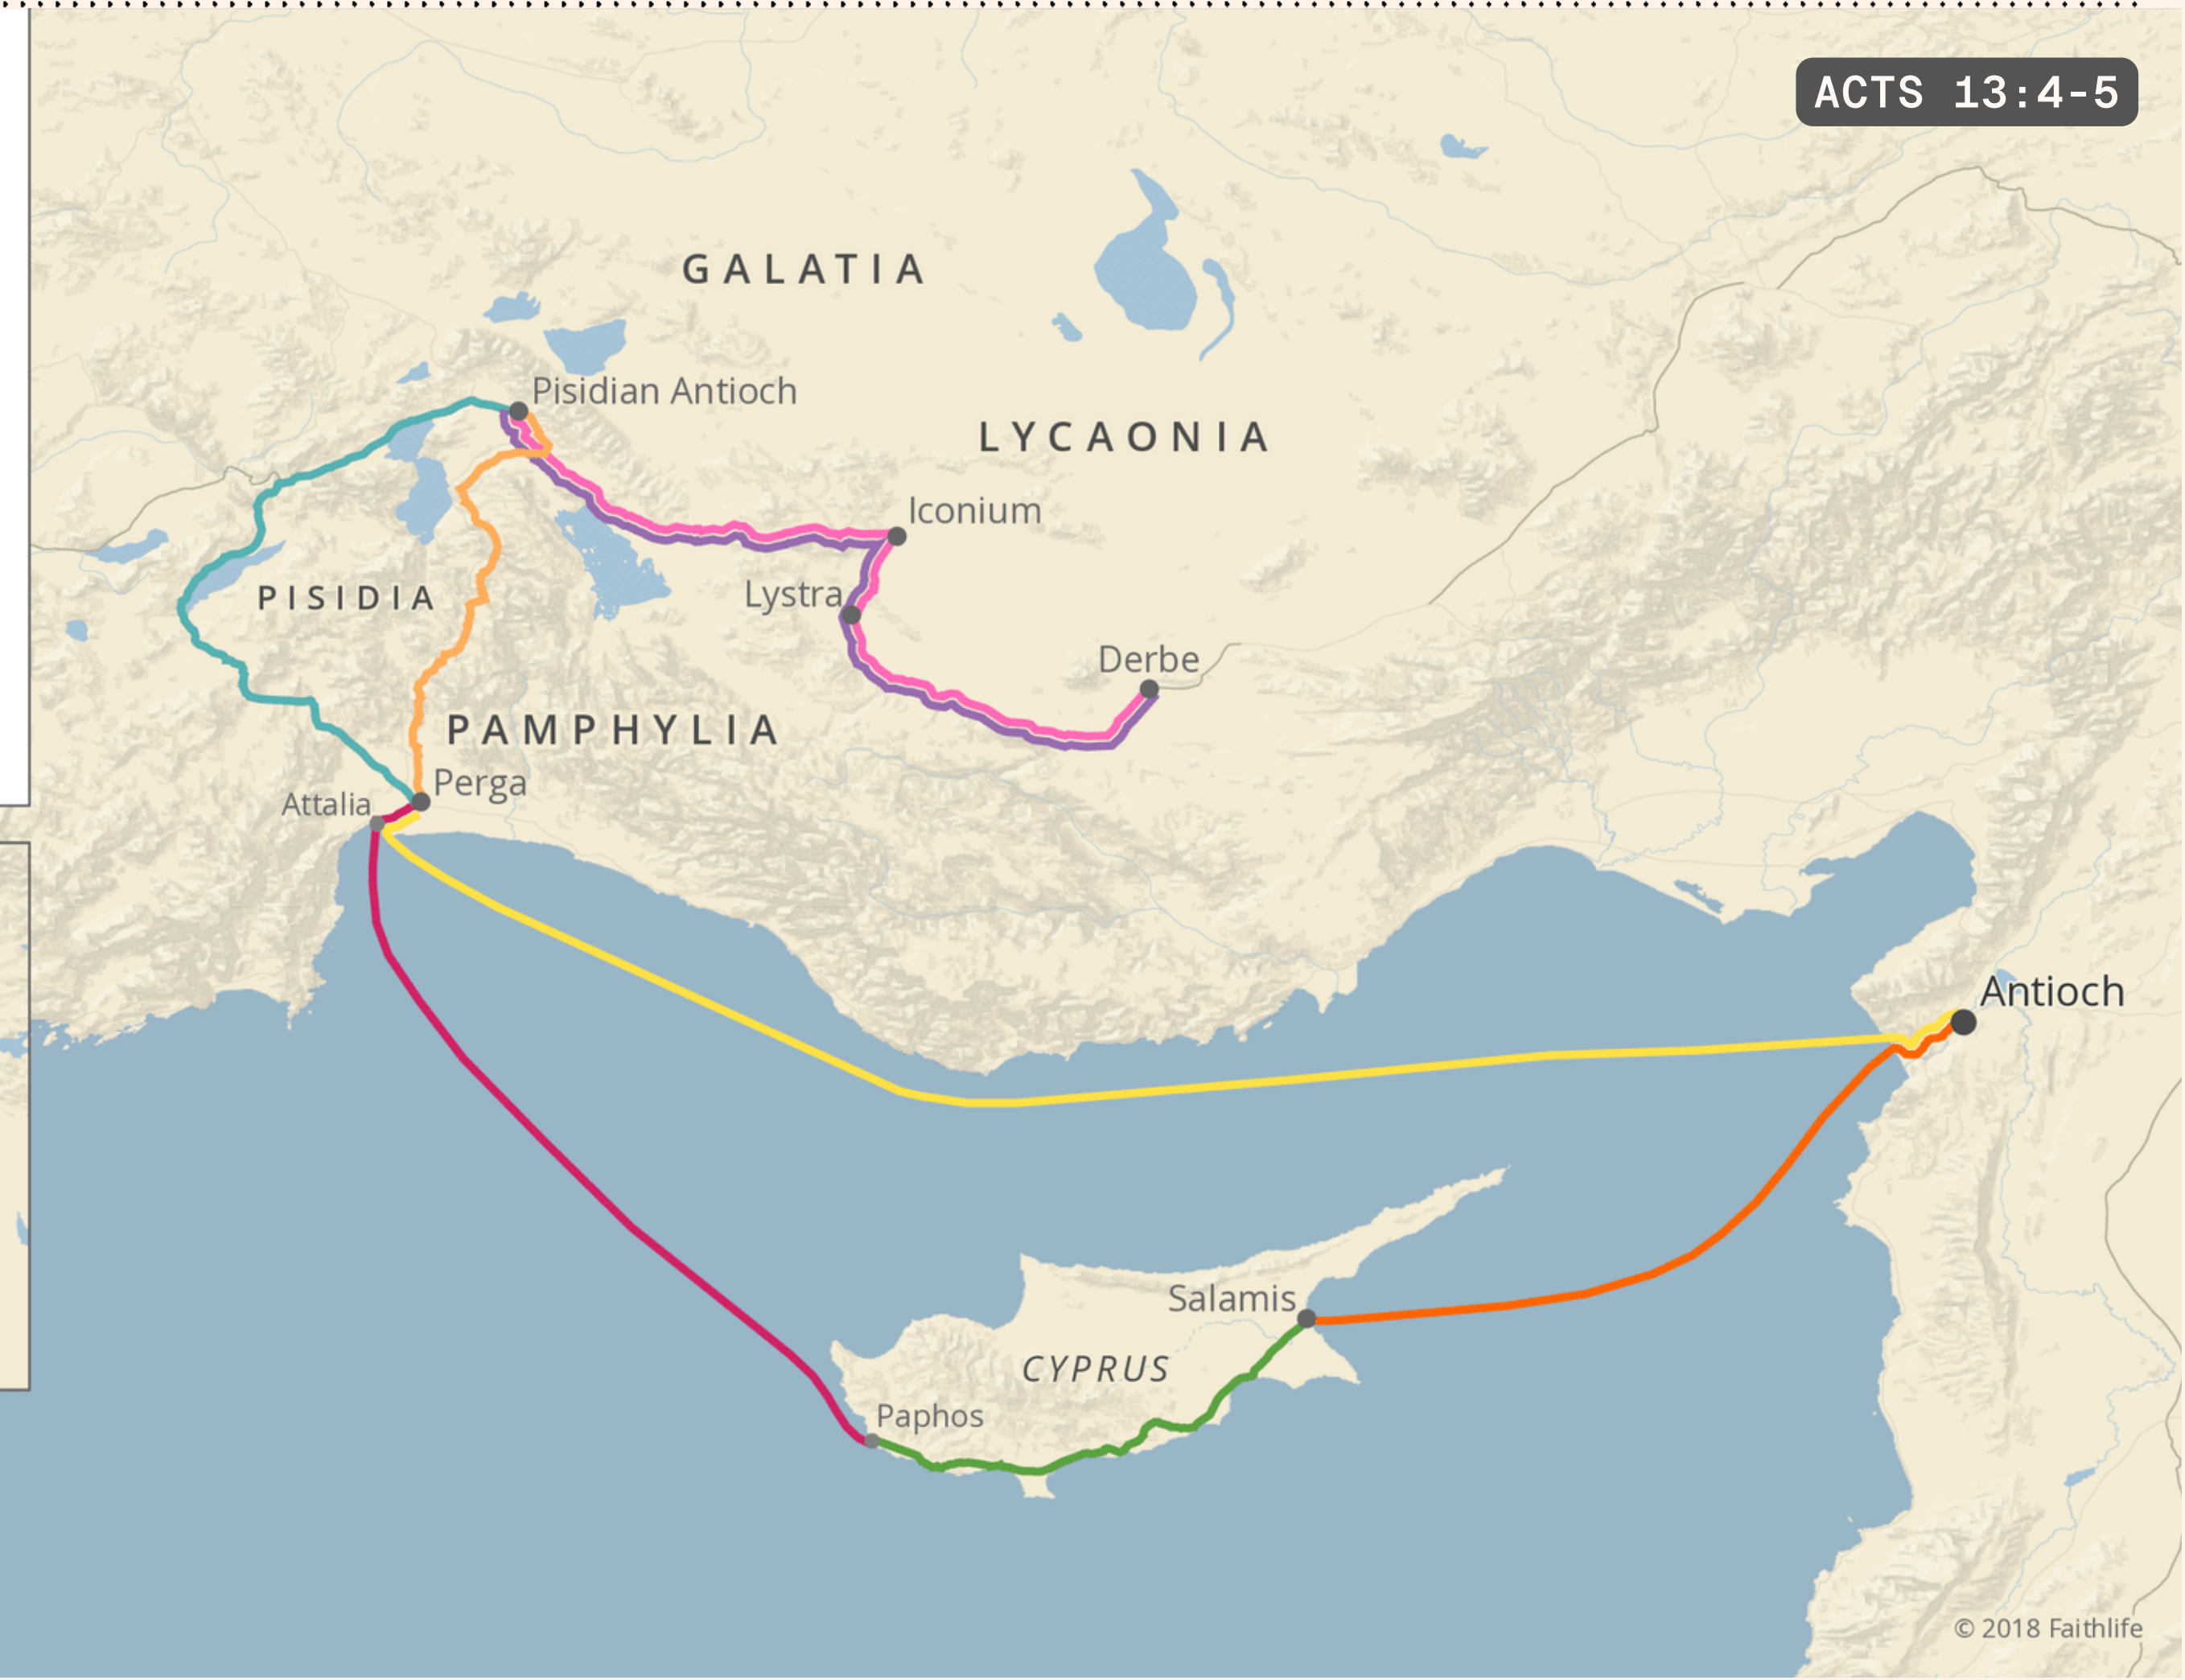 ACTS 13:4-5
GALATIA
Pisidian Antioch
LYCAONIA
Iconium
PISIDIA
Lystra
Derbe
PAMPHYLIA
Perga
Attalia
Antioch
Salamis
CYPRUS
Paphos
© 2018 Faithlife